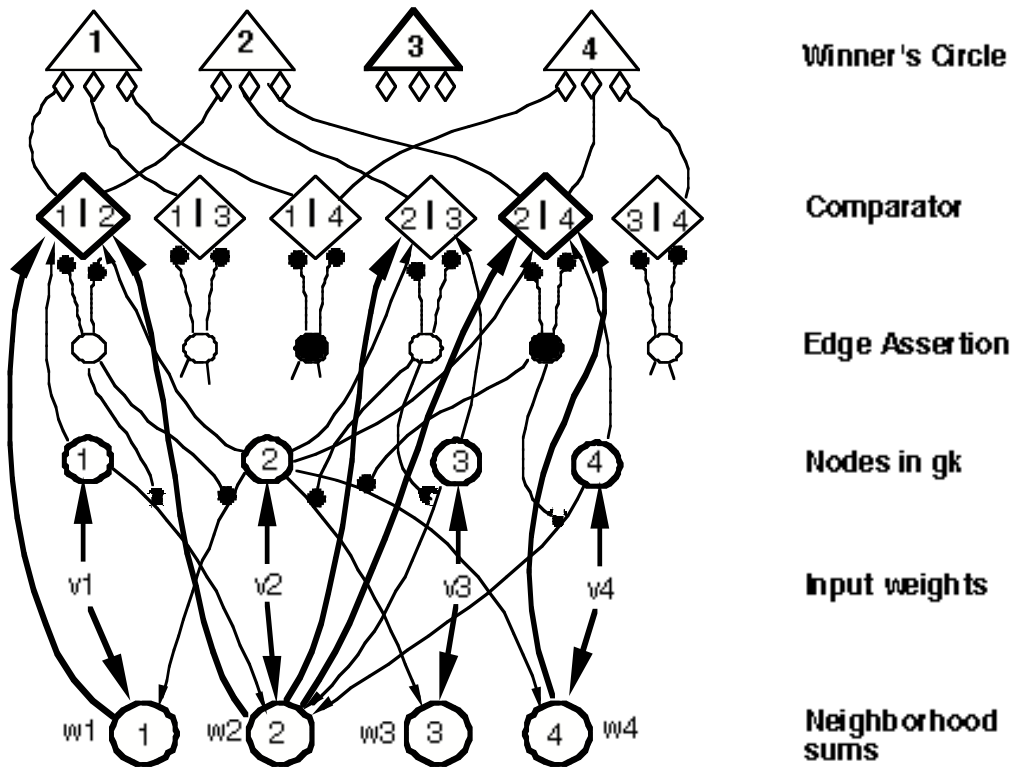 1 2 3 4 Winner's Circle
1 | 2 1 | 3 1 | 4 2 | 3 2 | 4 3 | 4 Comparator
Edge Assertion
1 2 3 4 Nodes in gk
v1 v2 v3 v4 Input weights
w1 1 w2 2 w3 3 4 w4 Neighborhood
sums